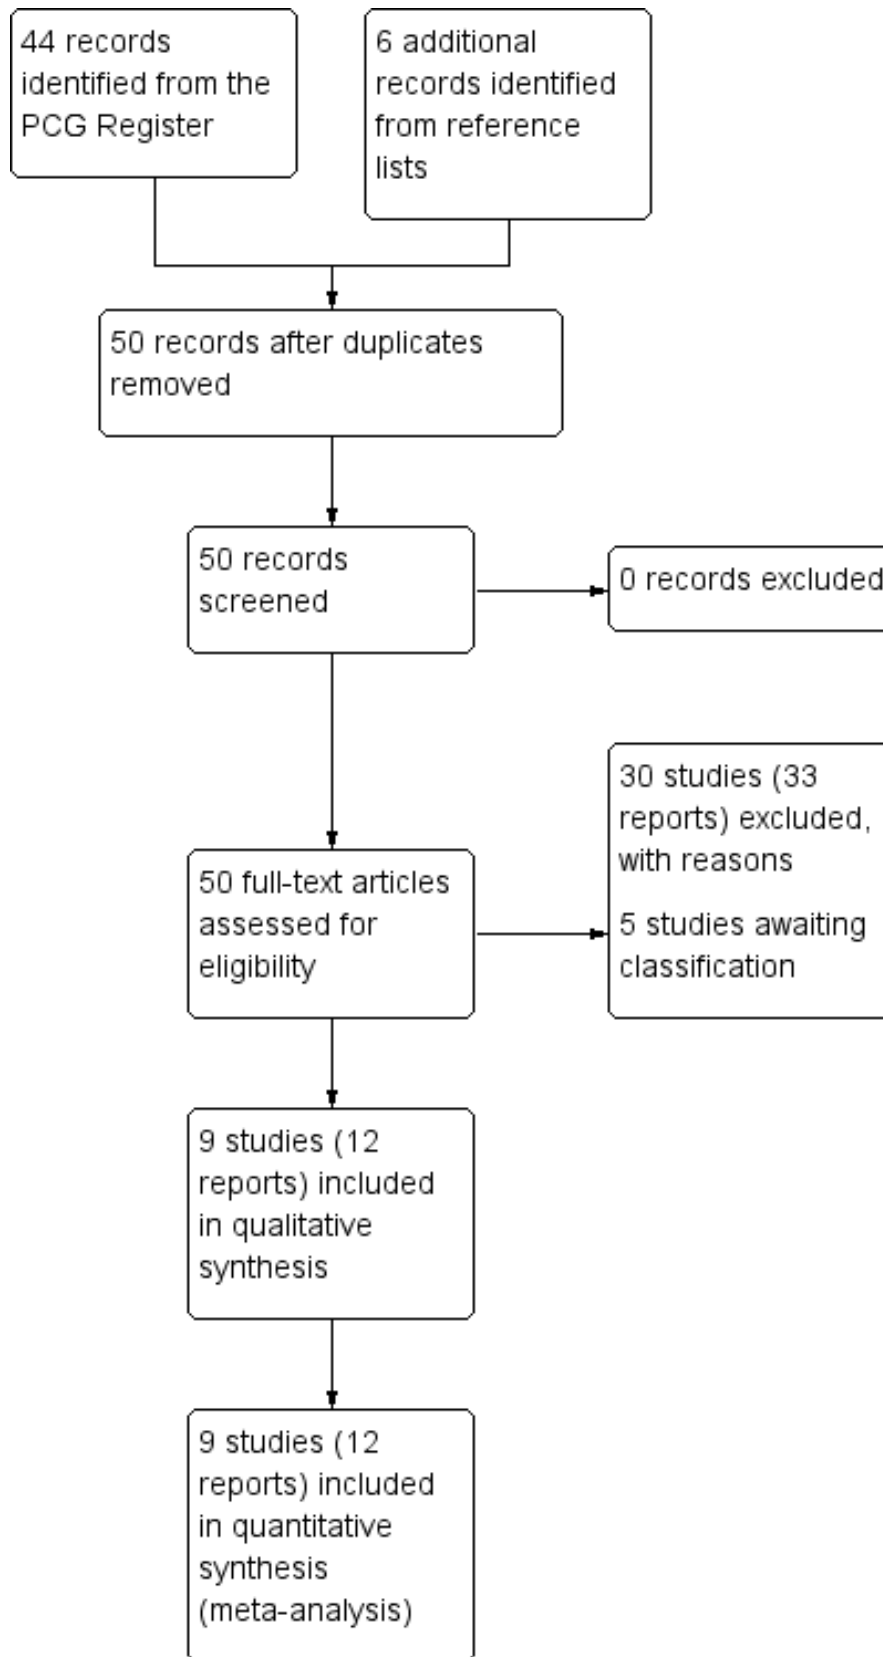 44 records
identified from the
PCG Register
6 additional
records identified
from reference
lists
50 records after duplicates
removed
50 records
screened
0 records excluded
50 full-text articles
assessed for
eligibility
30 studies (33
reports) excluded,
with reasons
5 studies awaiting
classification
9 studies (12
reports) included
in qualitative
synthesis
9 studies (12
reports) included
in quantitative
synthesis
(meta-analysis)